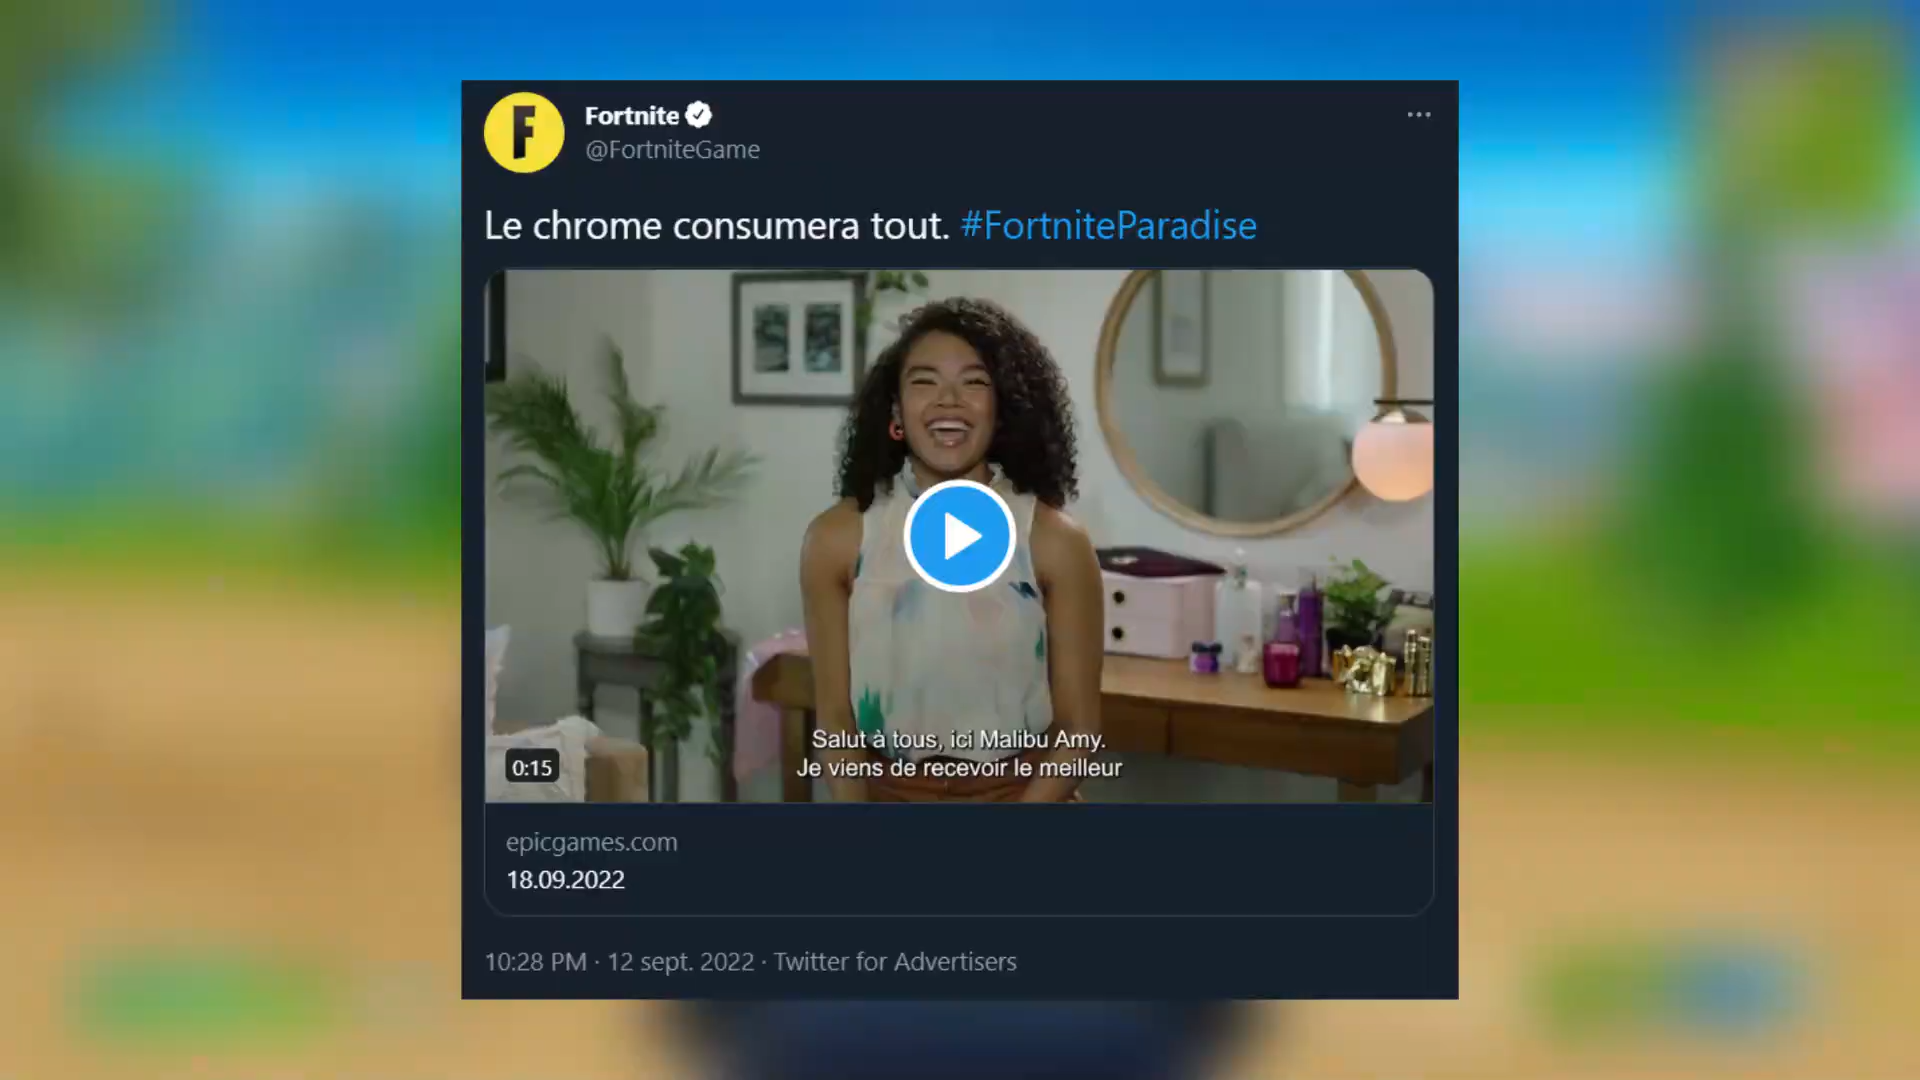 F
Fortnite
@FortniteGame
Le chrome consumera tout. #FortniteParadise
Salut à tous, ici Malibu Amy.
Je viens de recevoir le meilleur
0:15
epicgames.com
18.09.2022
10:28 PM · 12 sept. 2022 · Twitter for Advertisers